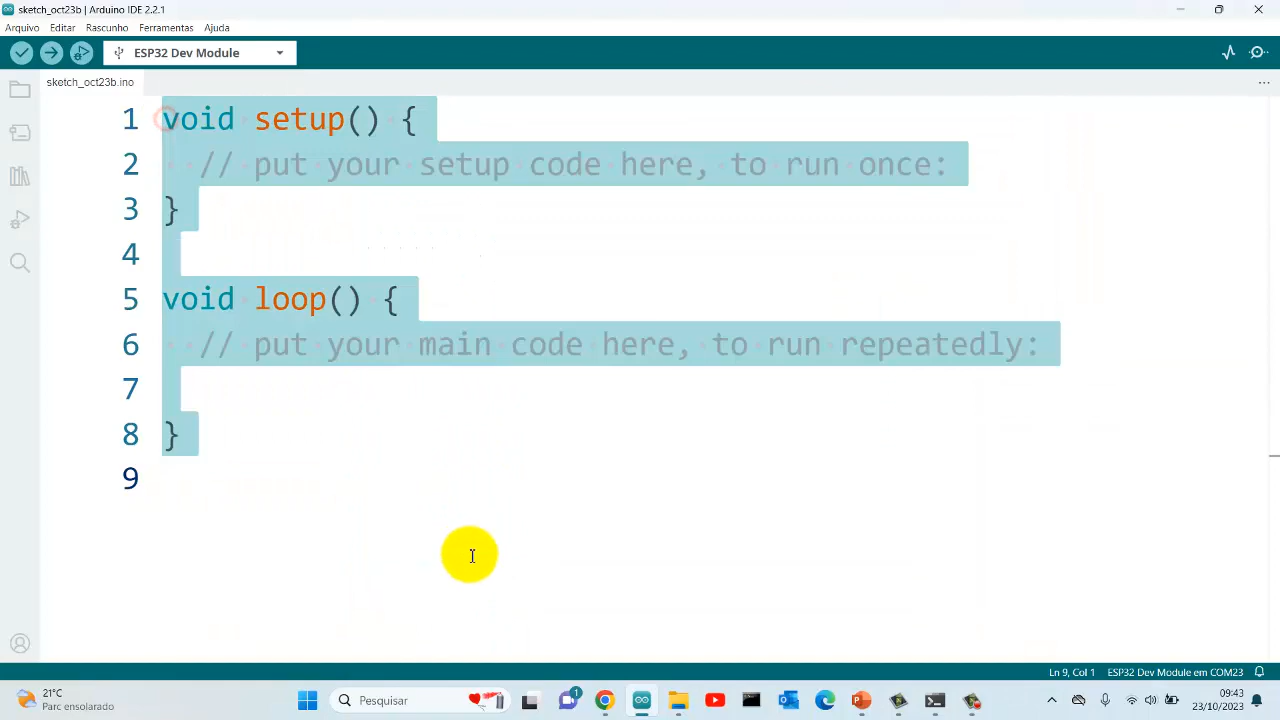 sketch_oct23b | Arduino IDE 2.2.1
Arquivo Editar Rascunho Ferramentas Ajuda
ESP32 Dev Module
sketch_oct23b.ino
1 void setup() {
2 // put your setup code here, to run once:
3 }
4
5 void loop() {
6 // put your main code here, to run repeatedly:
7
8 }
9
Ln 9, Col 1 ESP32 Dev Module em COM23
21°C
Parc ensolarado
Pesquisar
1
09:43
23/10/2023